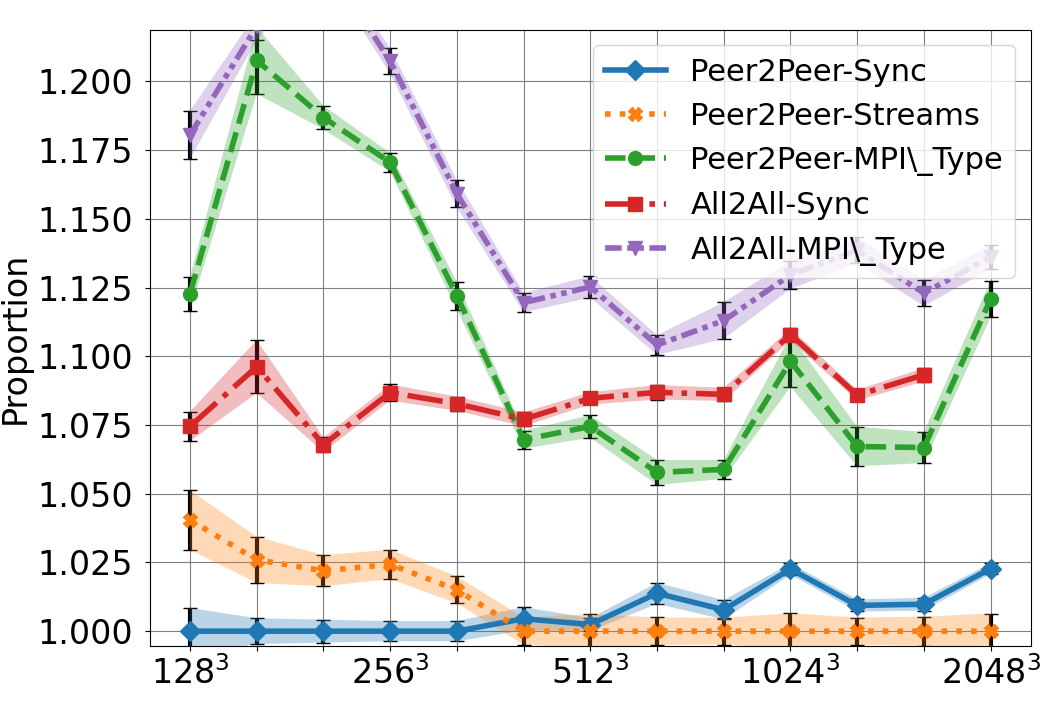 Proportion
1.200
1.175
1.150
1.125
1.100
1.075
1.050
1.025
1.000
Peer2Peer-Sync
Peer2Peer-Streams
Peer2Peer-MPI\_Type
All2All-Sync
All2All-MPI\_Type
128³ 256³ 512³ 1024³ 2048³